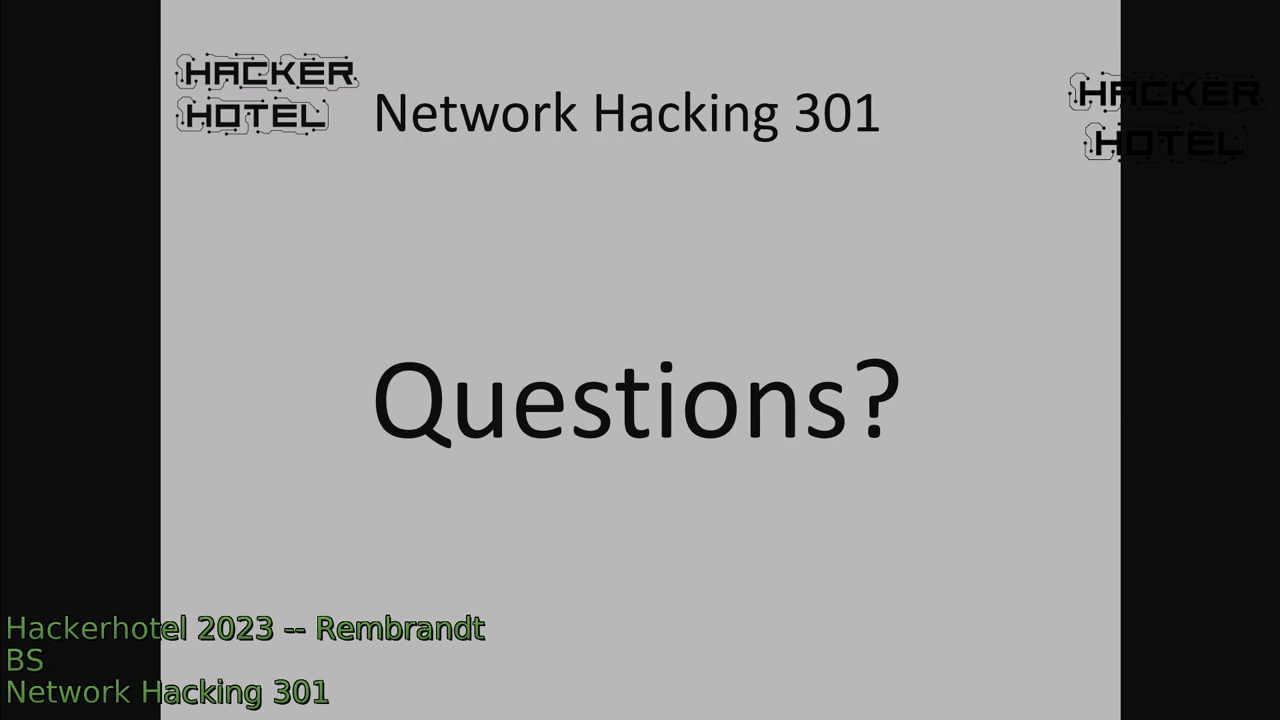 HACKER
HOTEL
Network Hacking 301
HACKER
HOTEL
Questions?
Hackerhotel 2023 -- Rembrandt
BS
Network Hacking 301